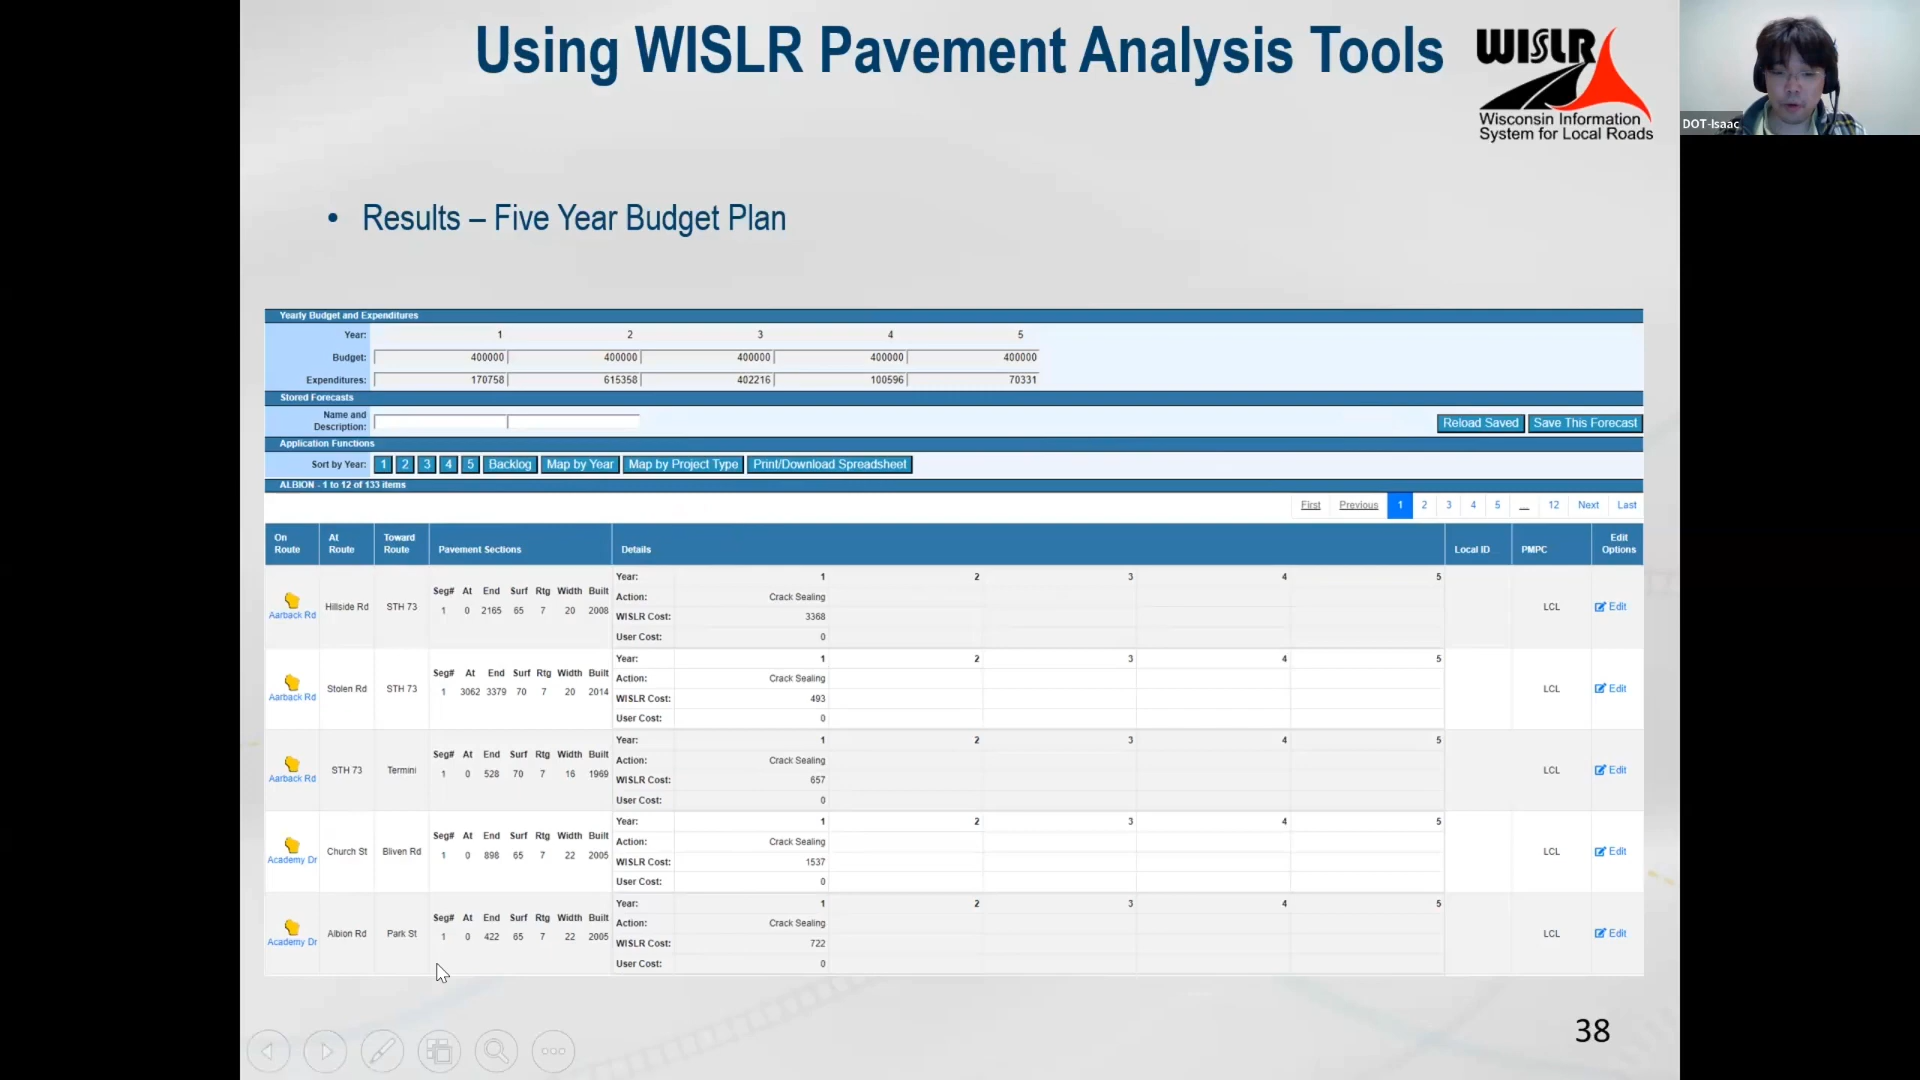 Using WISLR Pavement Analysis Tools
WISLR
Wisconsin Information
System for Local Roads
DOT-Isaac
• Results – Five Year Budget Plan
Yearly Budget and Expenditures
Year: 1 2 3 4 5
Budget: 400000 400000 400000 400000 400000
Expenditures: 170758 615358 402216 100596 70331
Stored Forecasts
Name and
Description:
Reload Saved Save This Forecast
Application Functions
Sort by Year: 1 2 3 4 5 Backlog Map by Year Map by Project Type Print/Download Spreadsheet
ALBION - 1 to 12 of 133 items
First Previous 1 2 3 4 5 ... 12 Next Last
On Route At Route Toward Route Pavement Sections Details Local ID PMPC Edit Options
Aarback Rd Hillside Rd STH 73 LCL Edit
Seg# At End Surf Rtg Width Built
1 0 2165 65 7 20 2008
Year: 1 2 3 4 5
Action: Crack Sealing
WISLR Cost: 3368
User Cost: 0
Aarback Rd Stolen Rd STH 73 LCL Edit
Seg# At End Surf Rtg Width Built
1 3062 3379 70 7 20 2014
Year: 1 2 3 4 5
Action: Crack Sealing
WISLR Cost: 493
User Cost: 0
Aarback Rd STH 73 Termini LCL Edit
Seg# At End Surf Rtg Width Built
1 0 528 70 7 16 1969
Year: 1 2 3 4 5
Action: Crack Sealing
WISLR Cost: 657
User Cost: 0
Academy Dr Church St Bliven Rd LCL Edit
Seg# At End Surf Rtg Width Built
1 0 898 65 7 22 2005
Year: 1 2 3 4 5
Action: Crack Sealing
WISLR Cost: 1537
User Cost: 0
Academy Dr Albion Rd Park St LCL Edit
Seg# At End Surf Rtg Width Built
1 0 422 65 7 22 2005
Year: 1 2 3 4 5
Action: Crack Sealing
WISLR Cost: 722
User Cost: 0
38